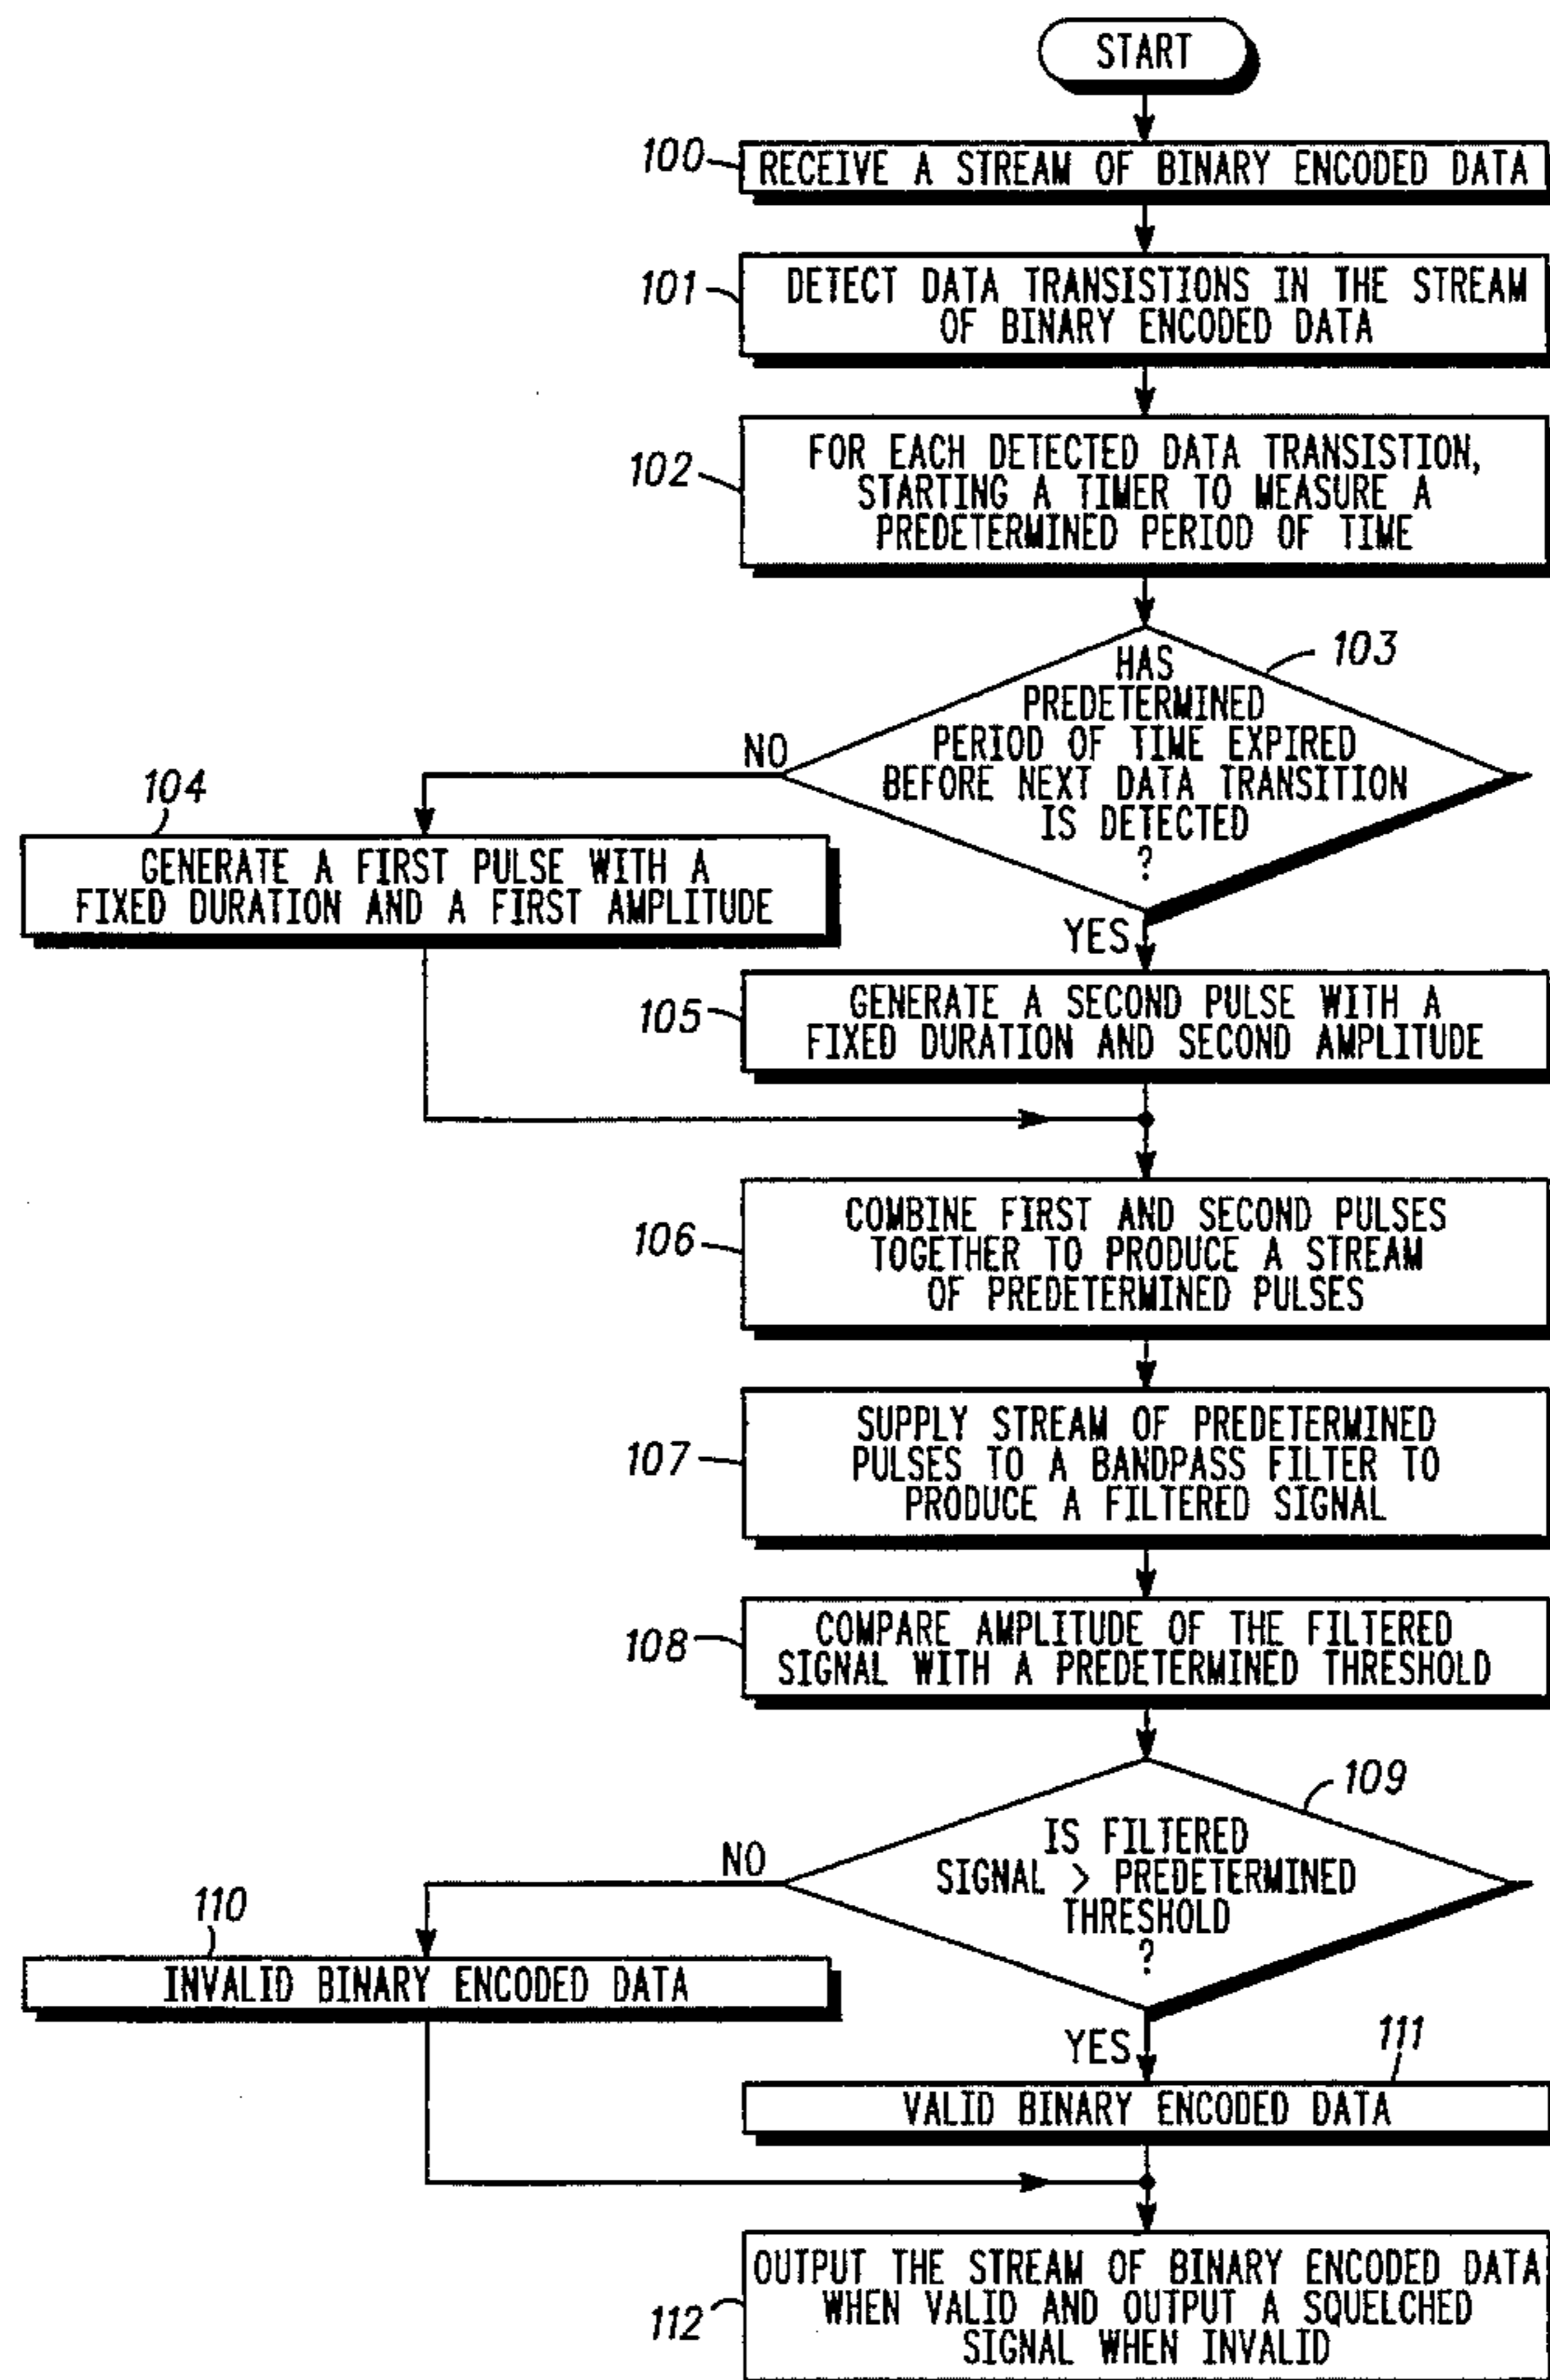 START
100
RECEIVE A STREAM OF BINARY ENCODED DATA
101
DETECT DATA TRANSISTIONS IN THE STREAM
OF BINARY ENCODED DATA
102
FOR EACH DETECTED DATA TRANSISTION,
STARTING A TIMER TO MEASURE A
PREDETERMINED PERIOD OF TIME
103
HAS
PREDETERMINED
PERIOD OF TIME EXPIRED
BEFORE NEXT DATA TRANSITION
IS DETECTED
?
NO
YES
104
GENERATE A FIRST PULSE WITH A
FIXED DURATION AND A FIRST AMPLITUDE
105
GENERATE A SECOND PULSE WITH A
FIXED DURATION AND SECOND AMPLITUDE
106
COMBINE FIRST AND SECOND PULSES
TOGETHER TO PRODUCE A STREAM
OF PREDETERMINED PULSES
107
SUPPLY STREAM OF PREDETERMINED
PULSES TO A BANDPASS FILTER TO
PRODUCE A FILTERED SIGNAL
108
COMPARE AMPLITUDE OF THE FILTERED
SIGNAL WITH A PREDETERMINED THRESHOLD
109
IS FILTERED
SIGNAL > PREDETERMINED
THRESHOLD
?
NO
YES
110
INVALID BINARY ENCODED DATA
111
VALID BINARY ENCODED DATA
112
OUTPUT THE STREAM OF BINARY ENCODED DATA
WHEN VALID AND OUTPUT A SQUELCHED
SIGNAL WHEN INVALID